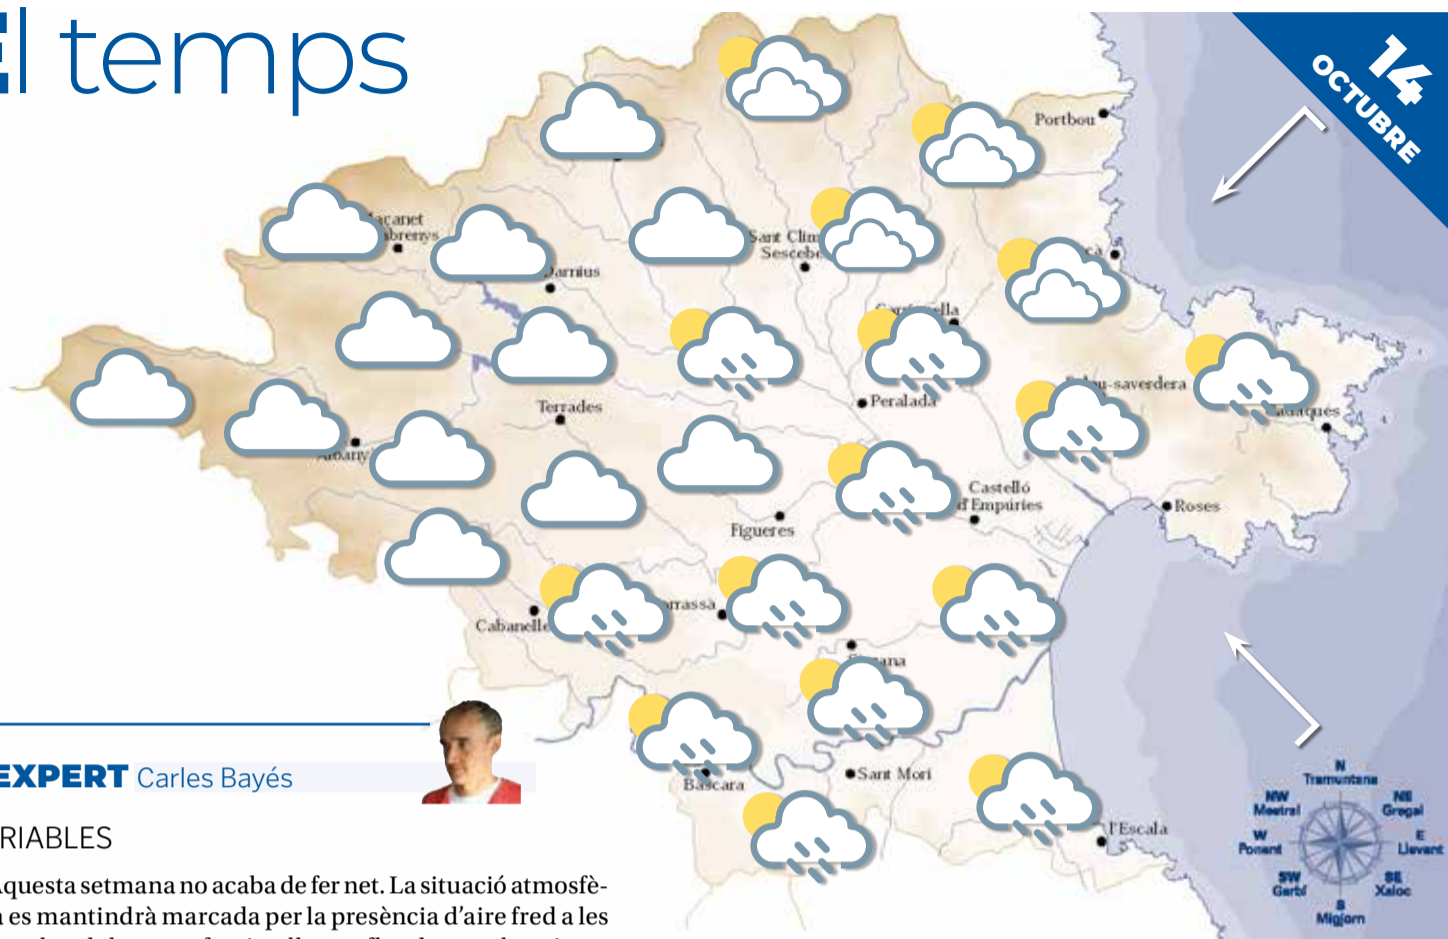 El temps
14
OCTUBRE
Portbou
Sant Clim
Sescebe
Darnius
Terrades
Peralada
Castelló
d'Empúries
Roses
Figueres
Bàscara
Sant Mori
l'Escala
N
Tramuntana
NW
Mestral
NE
Gregal
W
Ponent
E
Llevant
SW
Garbí
SE
Xaloc
S
Migjorn
EXPERT Carles Bayés
RIABLES
Aquesta setmana no acaba de fer net. La situació atmosfè-
a es mantindrà marcada per la presència d'aire fred a les